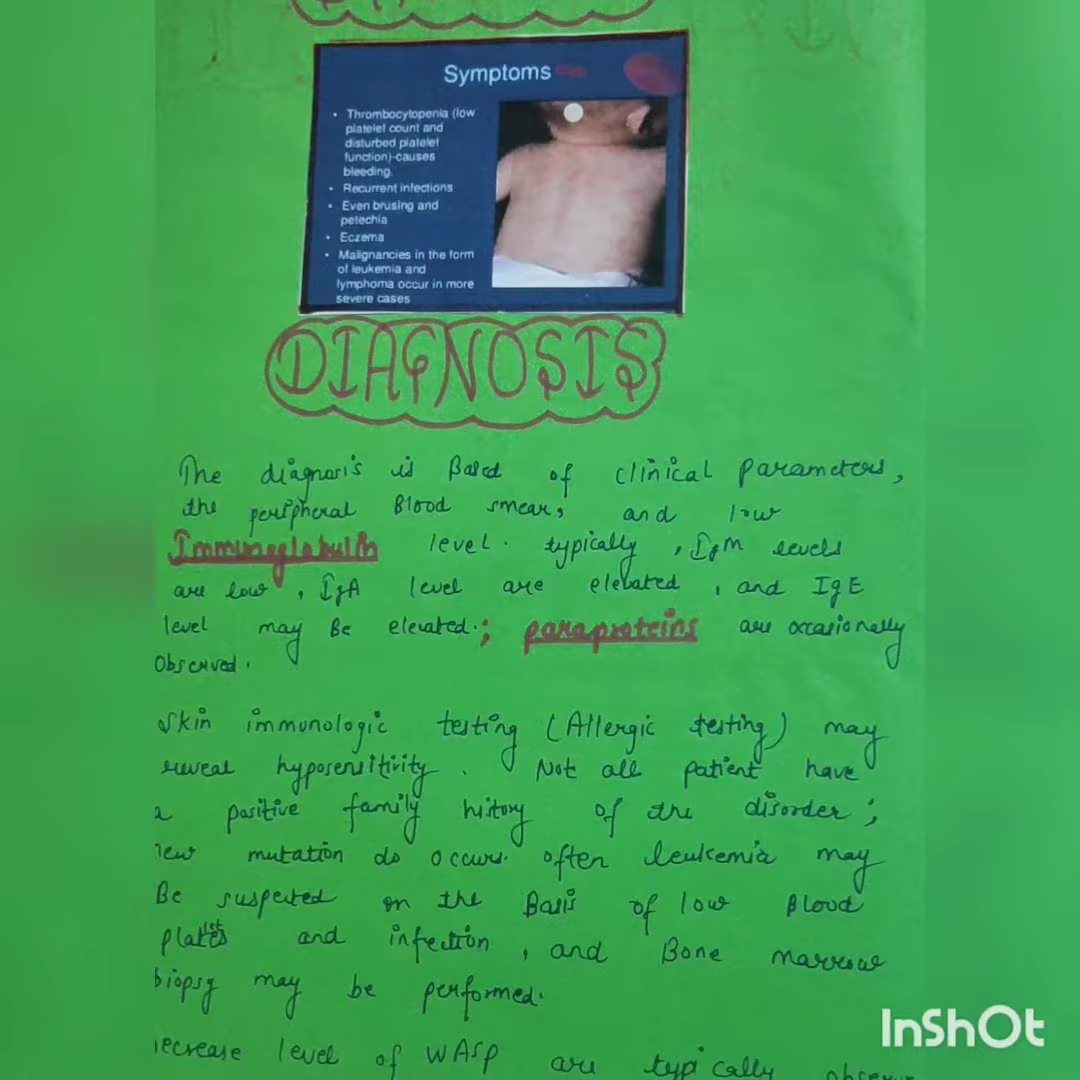 Symptoms
• Thrombocytopenia (low
platelet count and
disturbed platelet
function)-causes
bleeding.
• Recurrent infections
• Even brusing and
petechia
• Eczema
• Malignancies in the form
of leukemia and
lymphoma occur in more
severe cases
DIAGNOSIS
The diagnosis is Based of clinical parameters,
the peripheral Blood smear, and low
Immunoglobulin level. typically, IgM levels
are low, IgA level are elevated, and IgE
level may Be elevated.; paraproteins are occasionally
Observed.
Skin immunologic testing (Allergic testing) may
reveal hyposensitivity. Not all patient have
a positive family history of the disorder;
new mutation do occurs. often leukemia may
Be suspected on the Basis of low Blood
platelets and infection, and Bone marrow
biopsy may be performed.
ecrease level of WASP are typically observe
InShOt